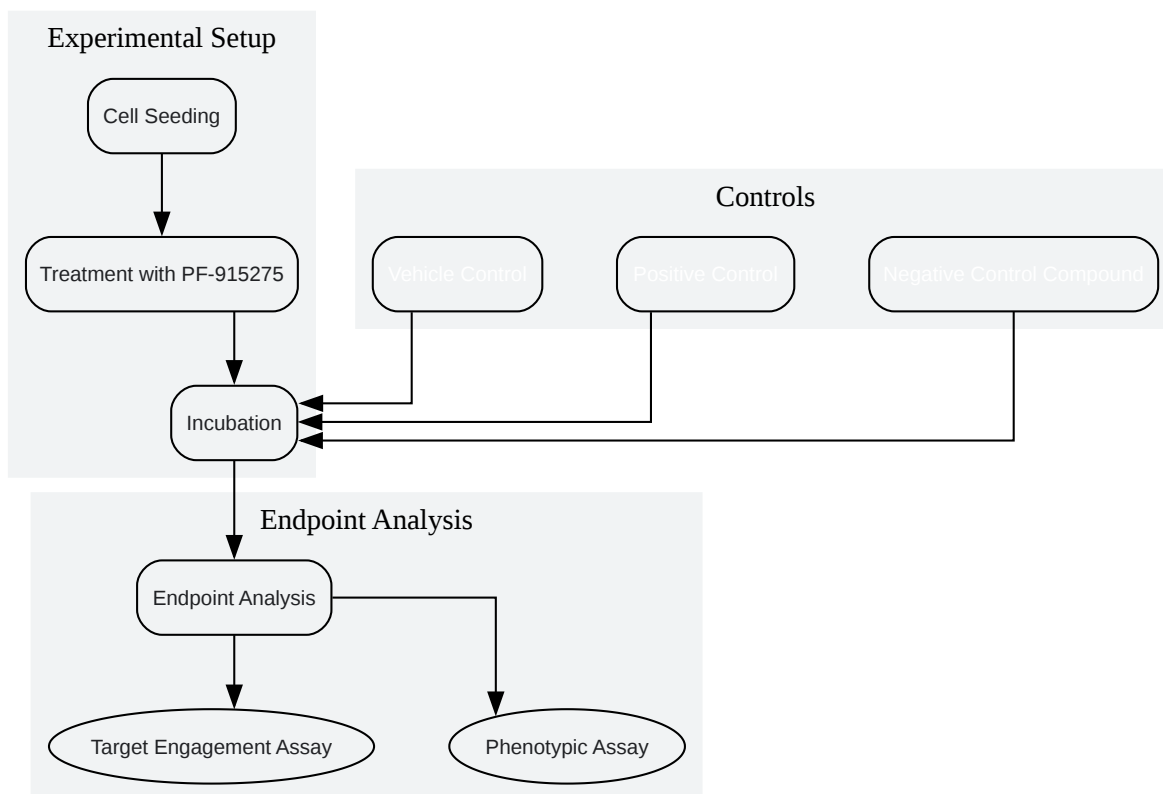 Experimental Setup
Cell Seeding
Controls
Treatment with PF-915275
Vehicle Control
Positive Control
Negative Control Compound
Incubation
Endpoint Analysis
Endpoint Analysis
Target Engagement Assay
Phenotypic Assay